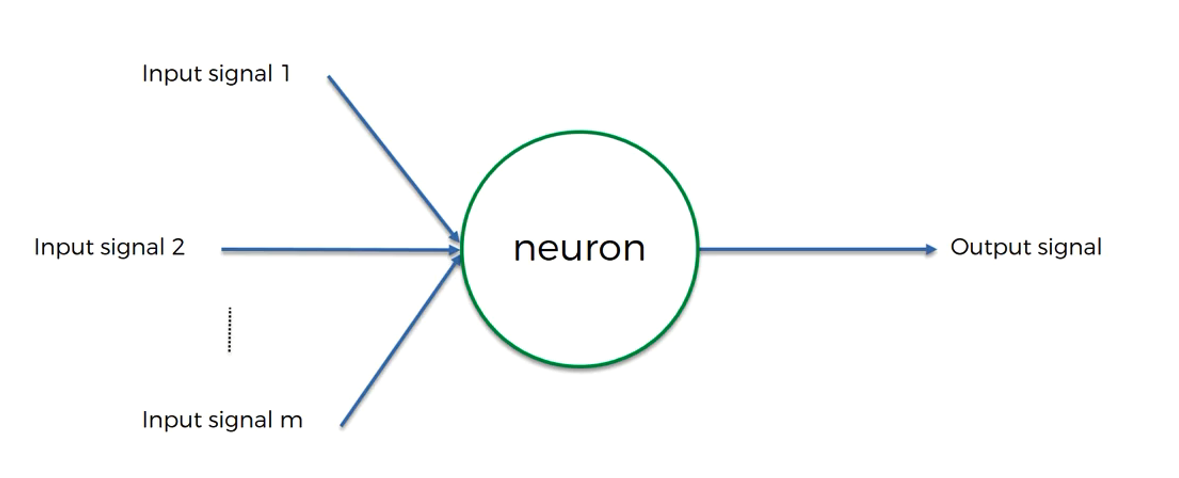 Input signal 1
Input signal 2
neuron
Output signal
Input signal m